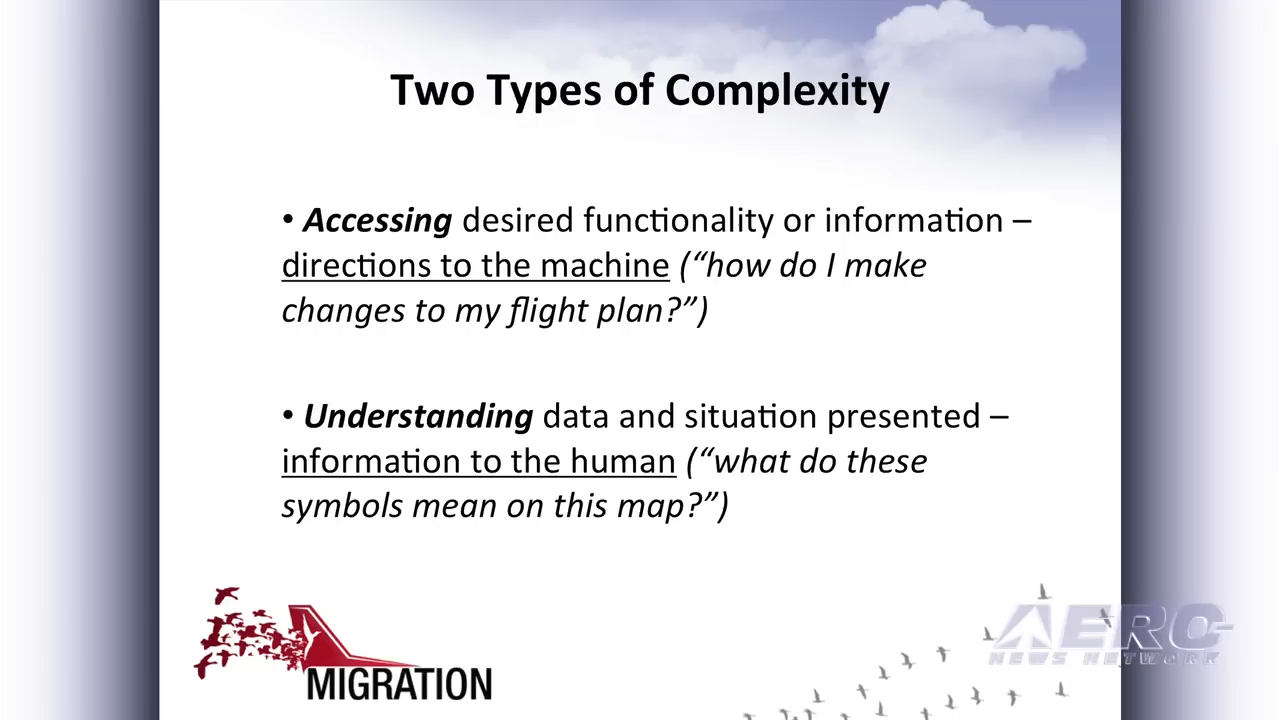 Two Types of Complexity
• Accessing desired functionality or information –
directions to the machine (“how do I make
changes to my flight plan?”)
• Understanding data and situation presented –
information to the human (“what do these
symbols mean on this map?”)
MIGRATION
AERO
NEWS NETWORK